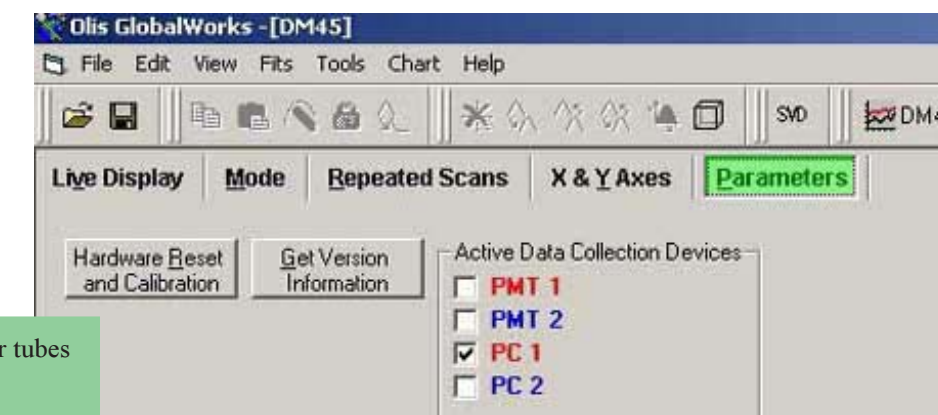 Olis GlobalWorks -[DM45]
File Edit View Fits Tools Chart Help
SVD DM4
Live Display Mode Repeated Scans X & Y Axes Parameters
Hardware Reset and Calibration
Get Version Information
Active Data Collection Devices
PMT 1
PMT 2
PC 1
PC 2
r tubes